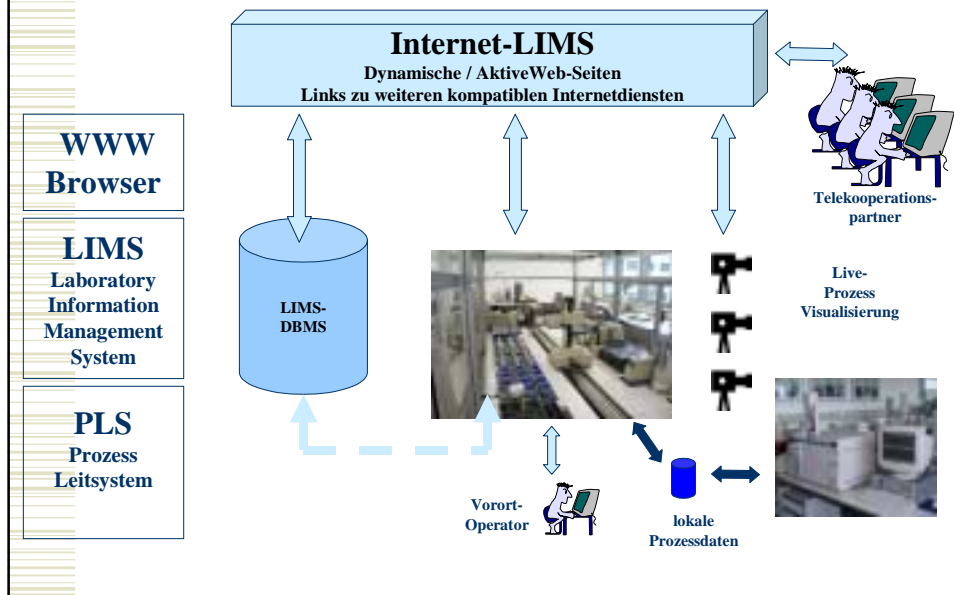 Internet-LIMS
Dynamische / AktiveWeb-Seiten
Links zu weiteren kompatiblen Internetdiensten
WWW
Browser
Telekooperations-
partner
LIMS
Laboratory
Information
Management
System
LIMS-
DBMS
Live-
Prozess
Visualisierung
PLS
Prozess
Leitsystem
Vorort-
Operator
lokale
Prozessdaten